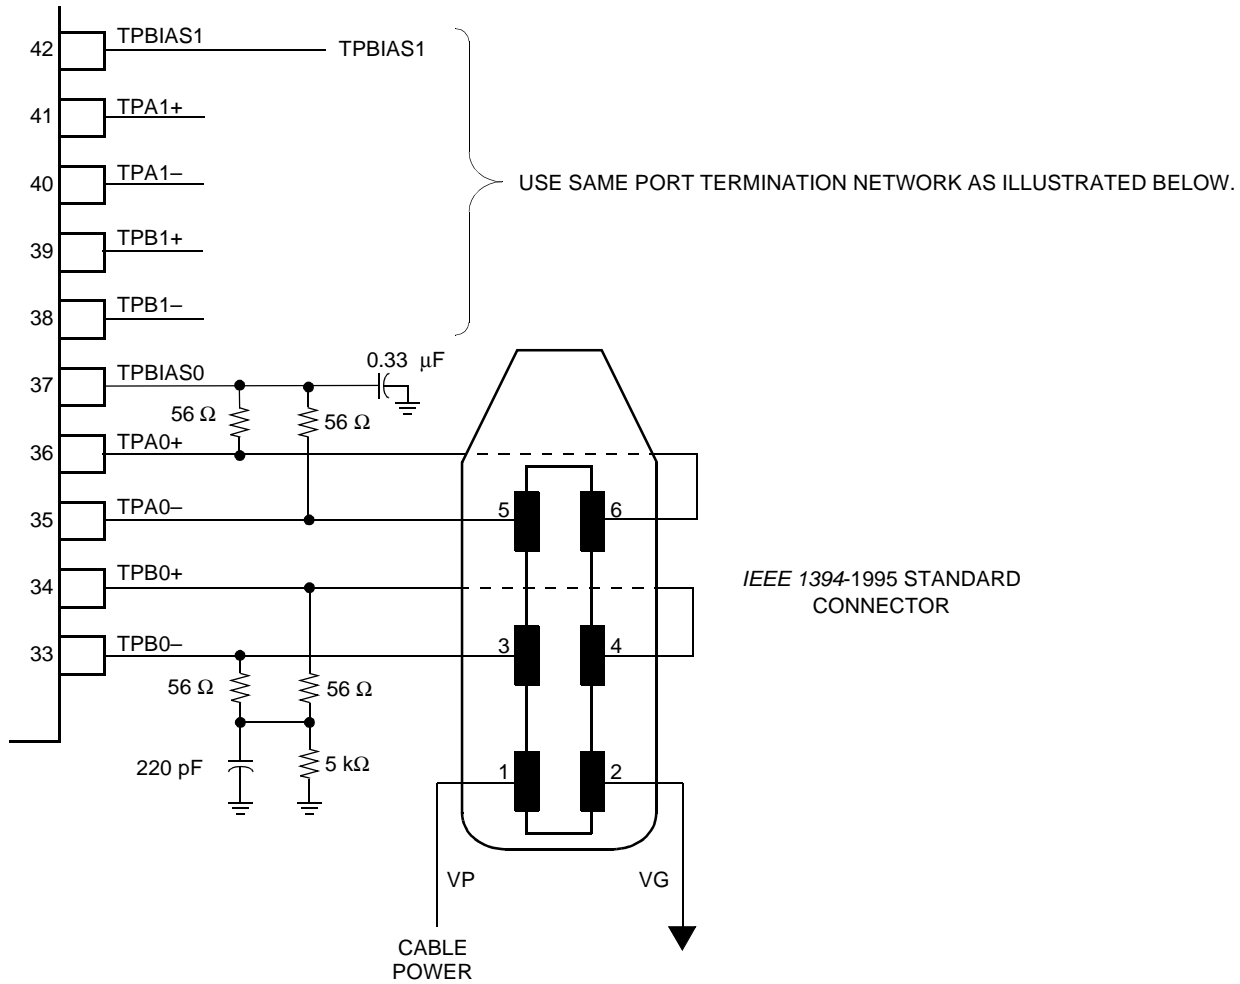 42 TPBIAS1 TPBIAS1
41 TPA1+
40 TPA1–
USE SAME PORT TERMINATION NETWORK AS ILLUSTRATED BELOW.
39 TPB1+
38 TPB1–
0.33 µF
37 TPBIAS0
56 Ω 56 Ω
36 TPA0+
35 TPA0–
5 6
34 TPB0+
IEEE 1394-1995 STANDARD
CONNECTOR
33 TPB0–
3 4
56 Ω 56 Ω
220 pF 5 kΩ
1 2
VP VG
CABLE
POWER